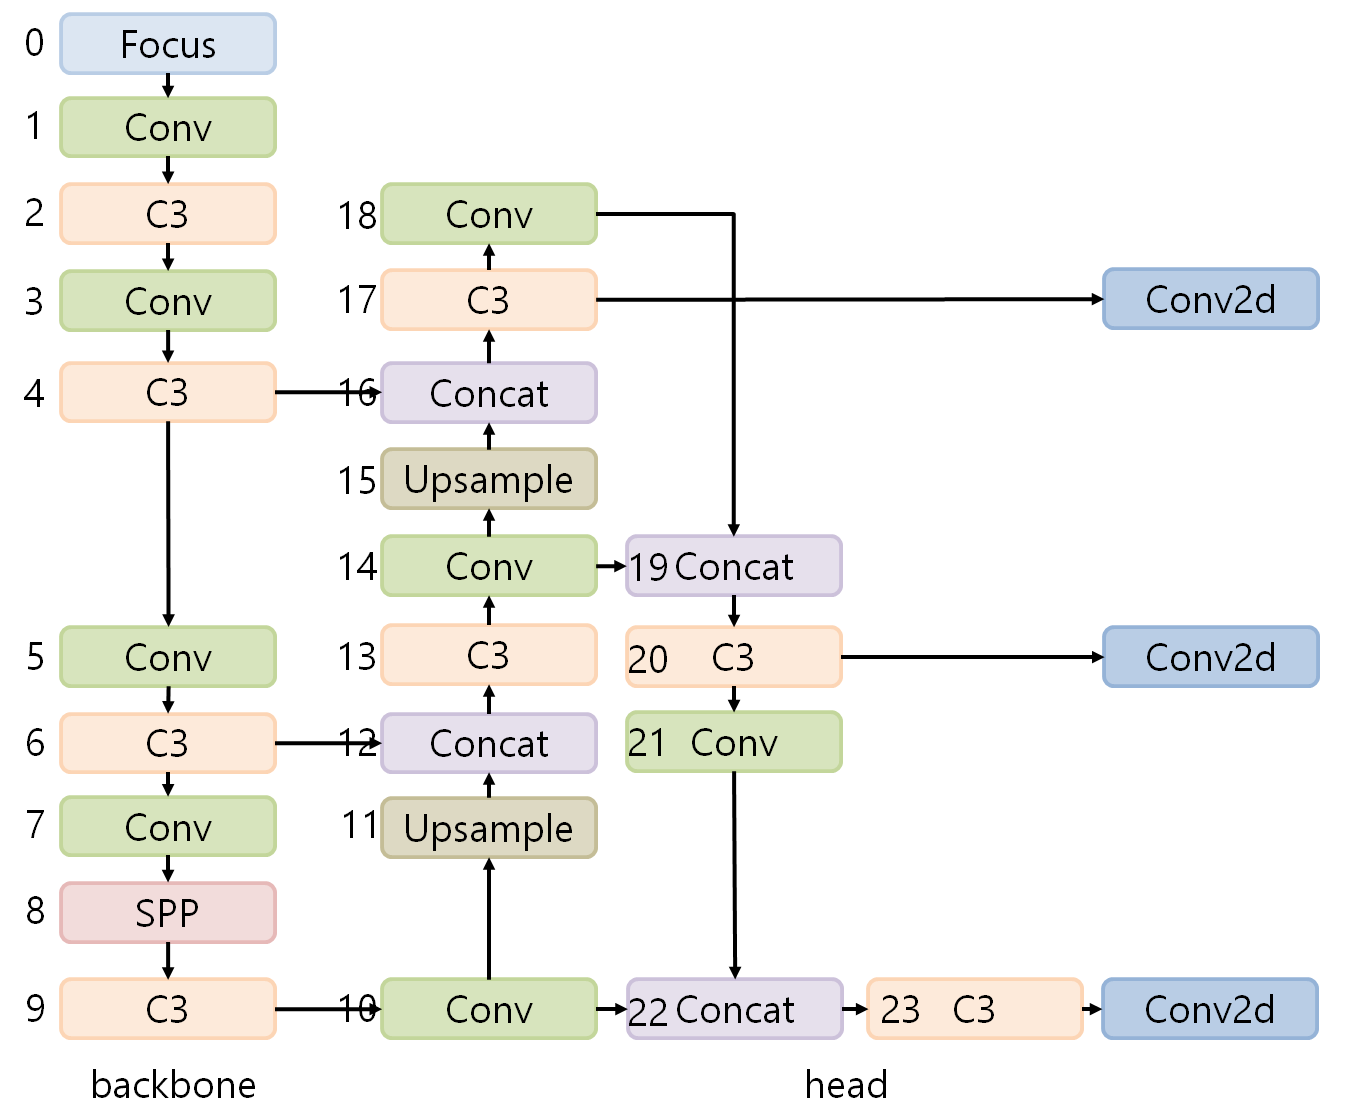 0 Focus
1 Conv
2 C3
3 Conv
4 C3
5 Conv
6 C3
7 Conv
8 SPP
9 C3
backbone
18 Conv
17 C3
16 Concat
15 Upsample
14 Conv
13 C3
12 Concat
11 Upsample
10 Conv
19 Concat
20 C3
21 Conv
22 Concat
23 C3
Conv2d
Conv2d
Conv2d
head